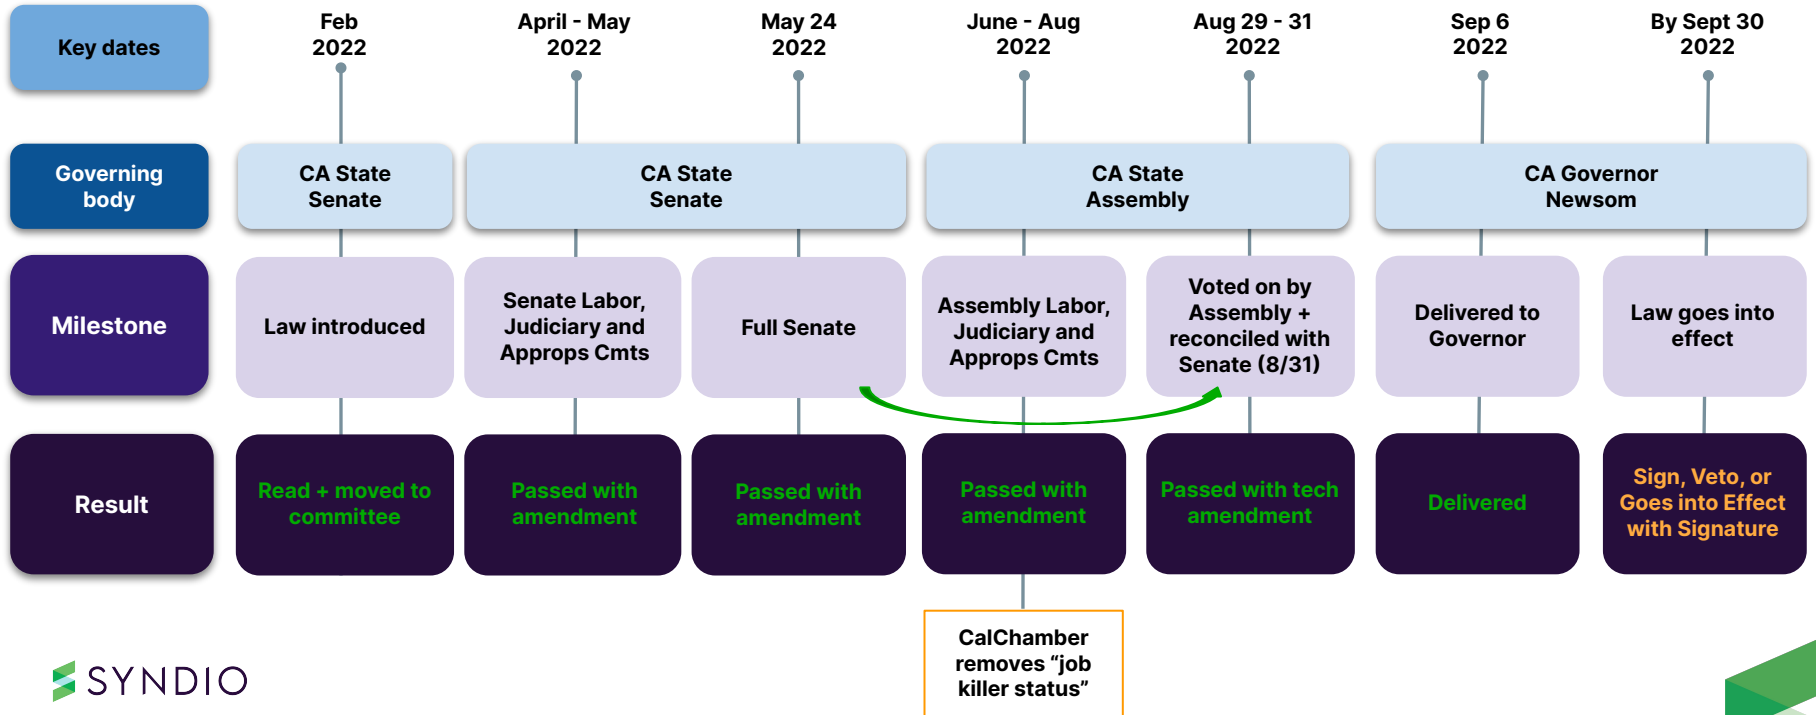 Key dates
Feb
2022
April - May
2022
May 24
2022
June - Aug
2022
Aug 29 - 31
2022
Sep 6
2022
By Sept 30
2022
Governing
body
CA State
Senate
CA State
Senate
CA State
Assembly
CA Governor
Newsom
Milestone
Law introduced
Senate Labor,
Judiciary and
Approps Cmts
Full Senate
Assembly Labor,
Judiciary and
Approps Cmts
Voted on by
Assembly +
reconciled with
Senate (8/31)
Delivered to
Governor
Law goes into
effect
Result
Read + moved to
committee
Passed with
amendment
Passed with
amendment
Passed with
amendment
Passed with tech
amendment
Delivered
Sign, Veto, or
Goes into Effect
with Signature
CalChamber
removes “job
killer status”
SYNDIO